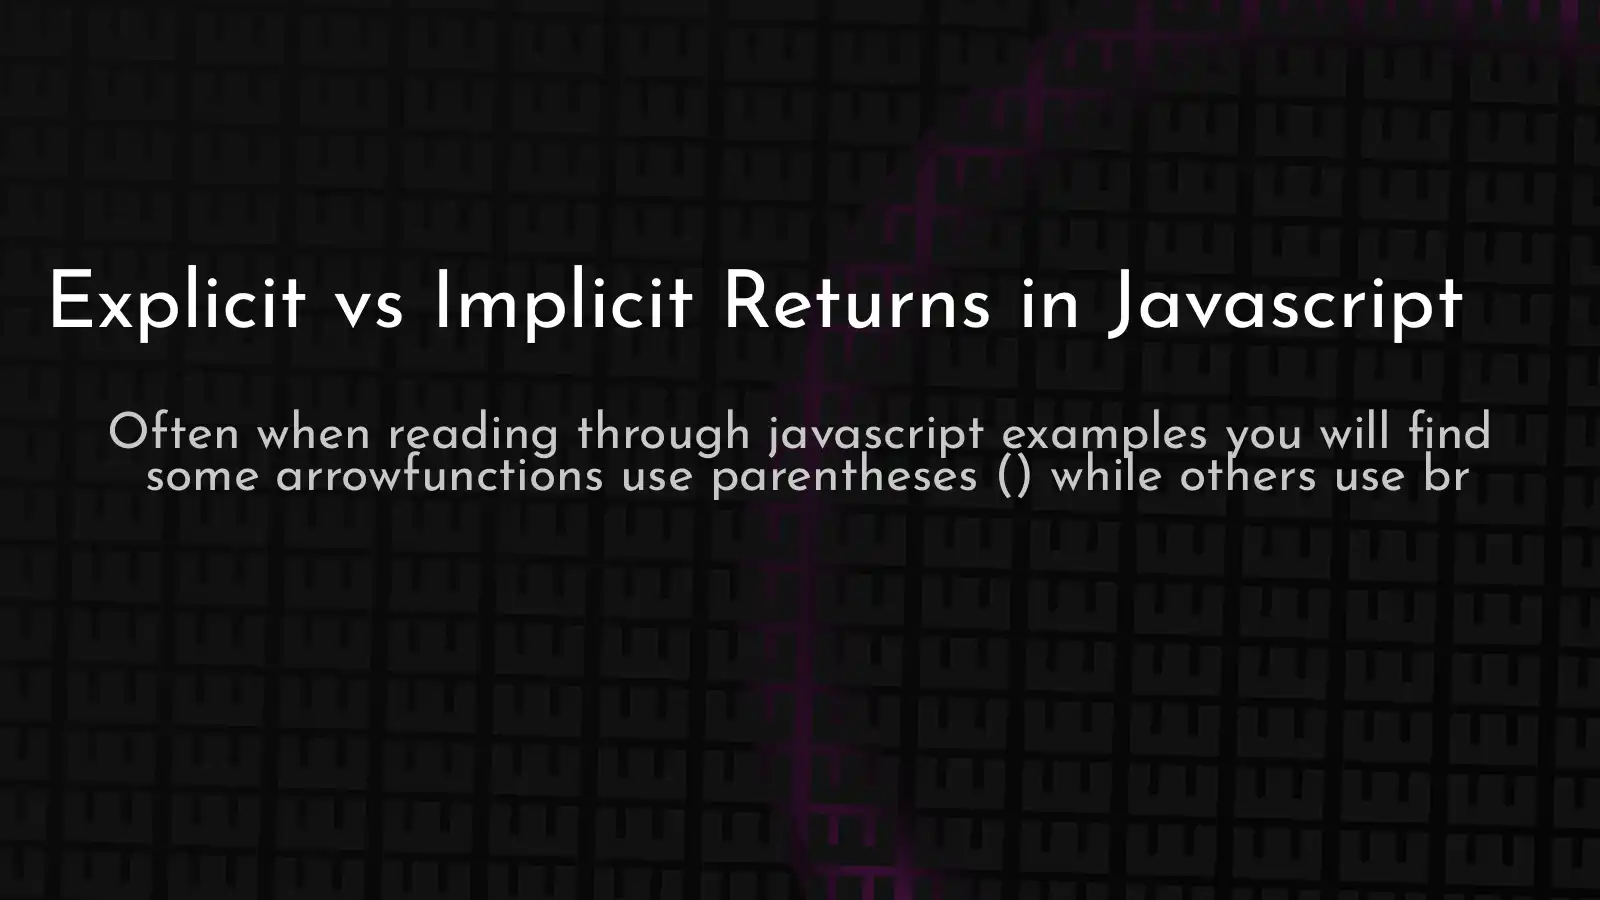 Explicit vs Implicit Returns in Javascript
Often when reading through javascript examples you will find
some arrowfunctions use parentheses () while others use br